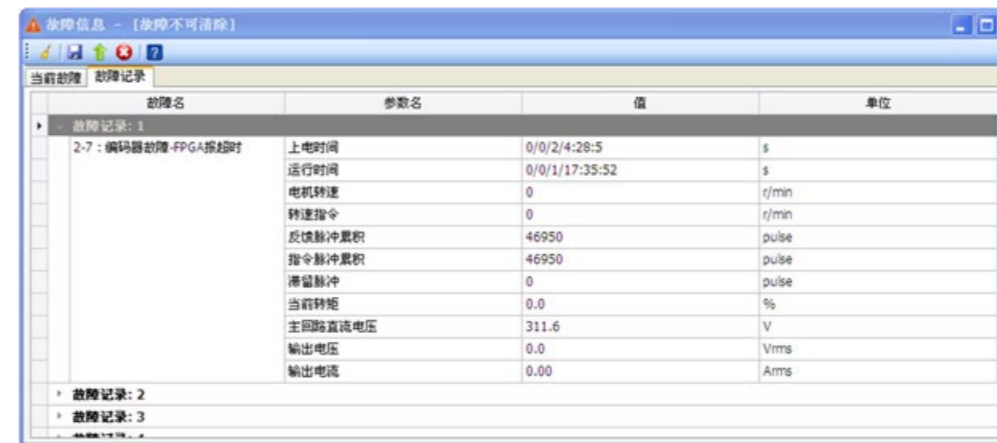 故障信息 - [故障不可清除]
当前故障 故障记录
故障名 参数名 值 单位
故障记录: 1
2-7：编码器故障-FPGA报超时 上电时间 0/0/2/4:28:5 s
运行时间 0/0/1/17:35:52 s
电机转速 0 r/min
转速指令 0 r/min
反馈脉冲累积 46950 pulse
指令脉冲累积 46950 pulse
滞留脉冲 0 pulse
当前转矩 0.0 %
主回路直流电压 311.6 V
输出电压 0.0 Vrms
输出电流 0.00 Arms
故障记录: 2
故障记录: 3